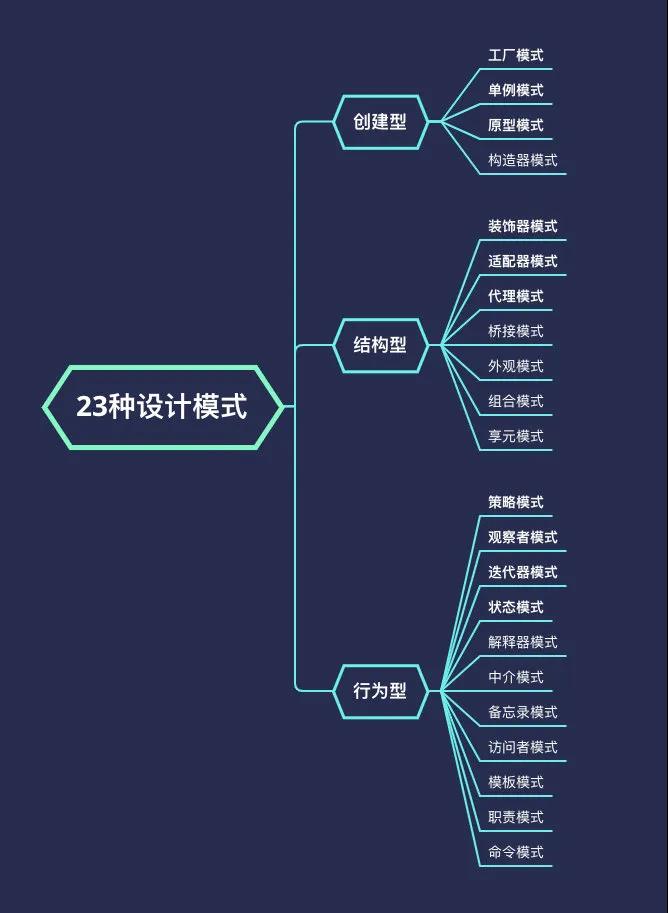 23种设计模式
创建型
工厂模式
单例模式
原型模式
构造器模式
结构型
装饰器模式
适配器模式
代理模式
桥接模式
外观模式
组合模式
享元模式
行为型
策略模式
观察者模式
迭代器模式
状态模式
解释器模式
中介模式
备忘录模式
访问者模式
模板模式
职责模式
命令模式